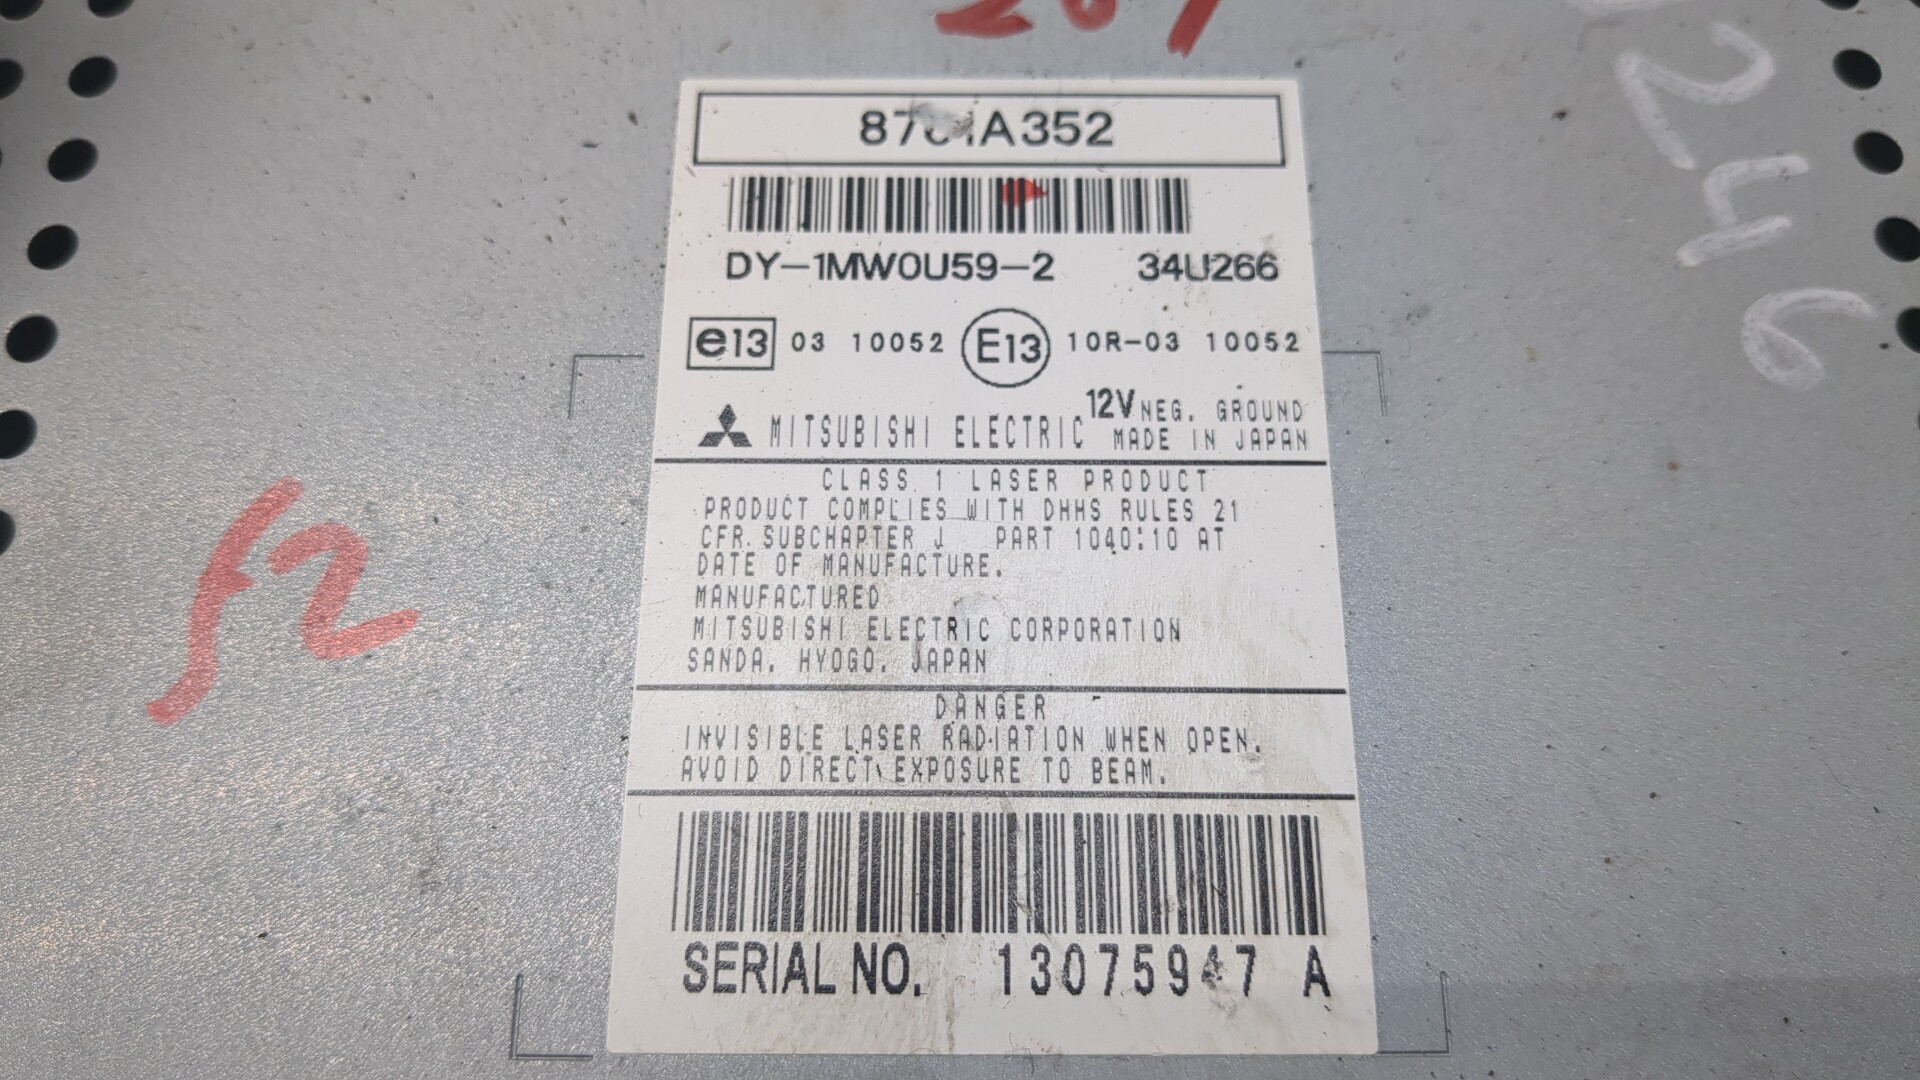 DY-1MW0U59-2 34U266
e13 03 10052 E13 10R-03 10052
MITSUBISHI ELECTRIC 12V NEG. GROUND
MADE IN JAPAN
CLASS 1 LASER PRODUCT
PRODUCT COMPLIES WITH DHHS RULES 21
CFR. SUBCHAPTER J PART 1040:10 AT
DATE OF MANUFACTURE.
MANUFACTURED
MITSUBISHI ELECTRIC CORPORATION
SANDA. HYOGO. JAPAN
DANGER
INVISIBLE LASER RADIATION WHEN OPEN.
AVOID DIRECT EXPOSURE TO BEAM.
SERIAL NO. 13075947 A